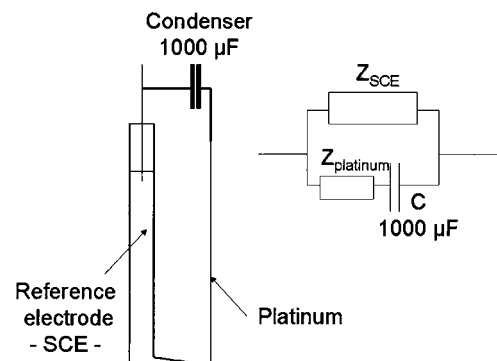 Condenser
1000 µF
Z_SCE
Z_platinum
C
1000 µF
Reference
electrode
- SCE -
Platinum